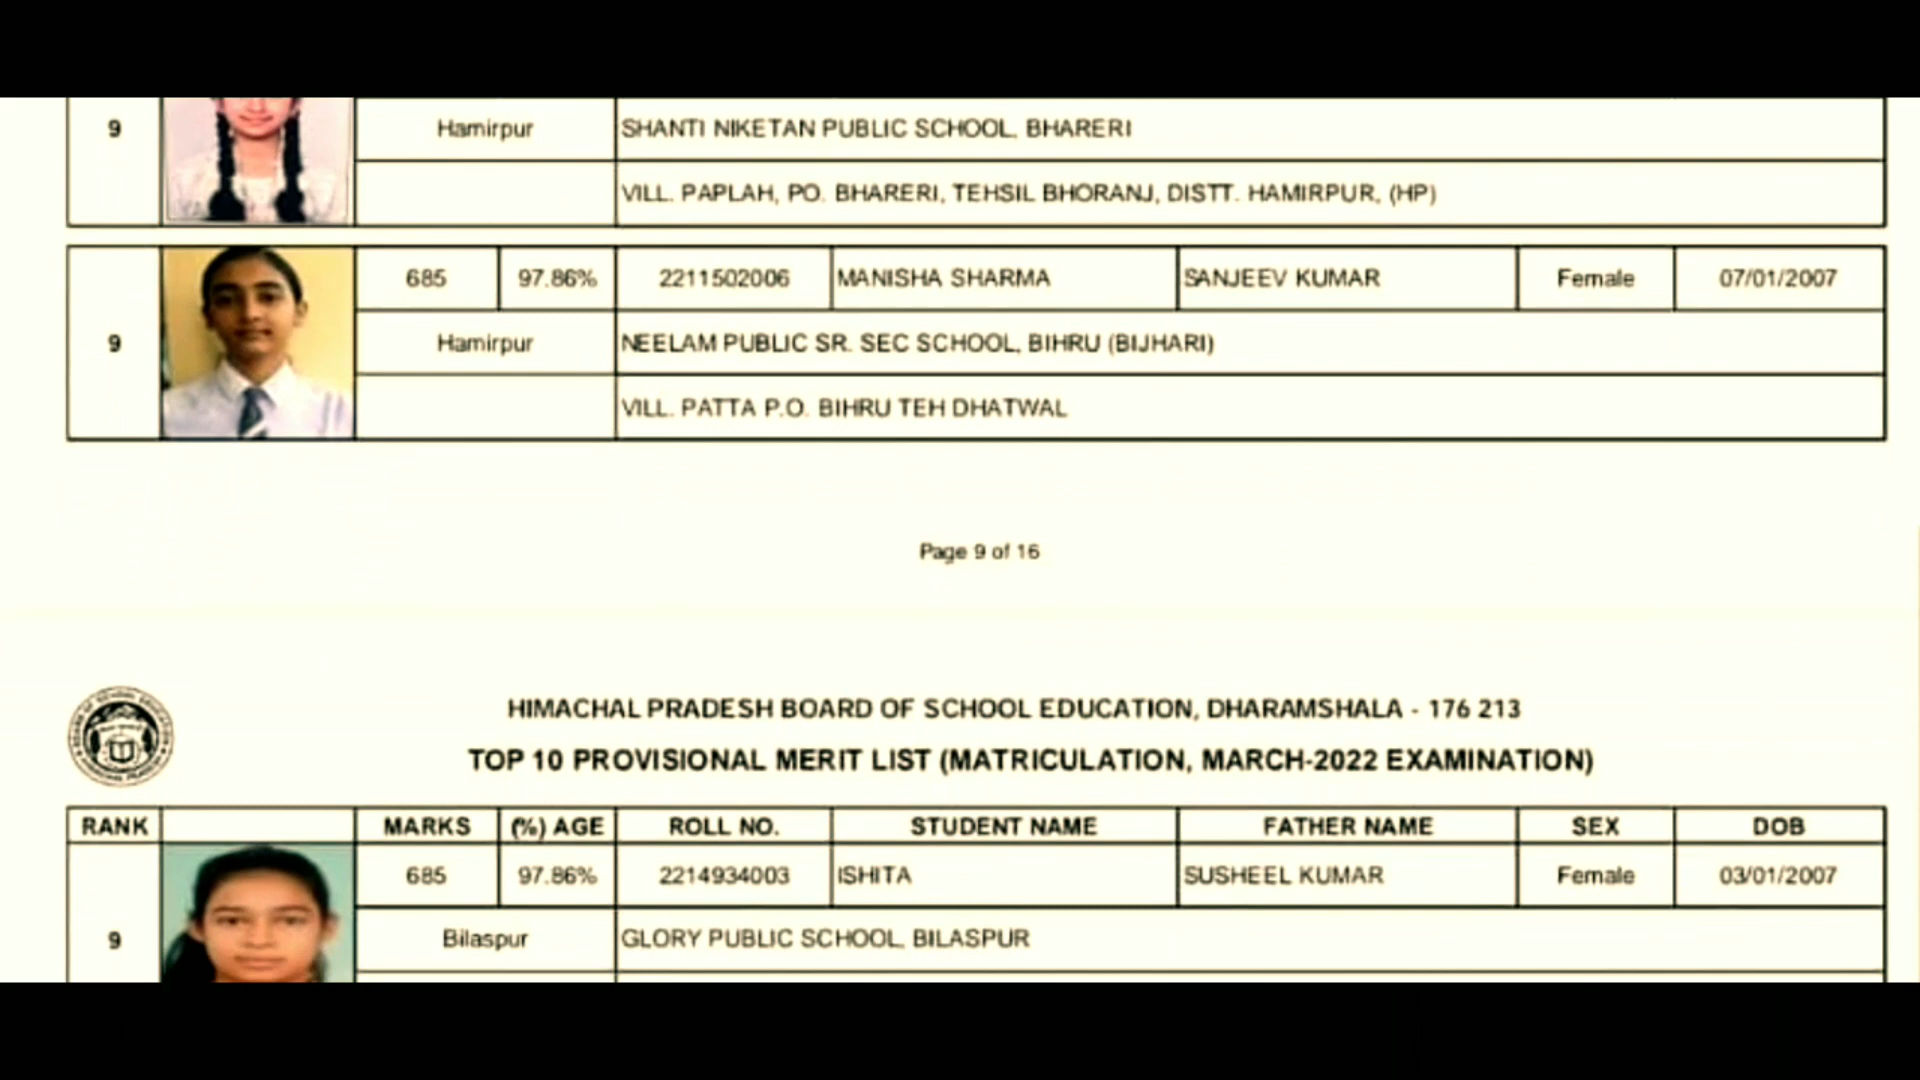 9 Hamirpur SHANTI NIKETAN PUBLIC SCHOOL, BHARERI
VILL. PAPLAH, PO. BHARERI, TEHSIL BHORANJ, DISTT. HAMIRPUR, (HP)
685 97.86% 2211502006 MANISHA SHARMA SANJEEV KUMAR Female 07/01/2007
9 Hamirpur NEELAM PUBLIC SR. SEC SCHOOL, BIHRU (BIJHARI)
VILL. PATTA P.O. BIHRU TEH DHATWAL
Page 9 of 16
HIMACHAL PRADESH BOARD OF SCHOOL EDUCATION, DHARAMSHALA - 176 213
TOP 10 PROVISIONAL MERIT LIST (MATRICULATION, MARCH-2022 EXAMINATION)
RANK MARKS (%) AGE ROLL NO. STUDENT NAME FATHER NAME SEX DOB
685 97.86% 2214934003 ISHITA SUSHEEL KUMAR Female 03/01/2007
9 Bilaspur GLORY PUBLIC SCHOOL, BILASPUR